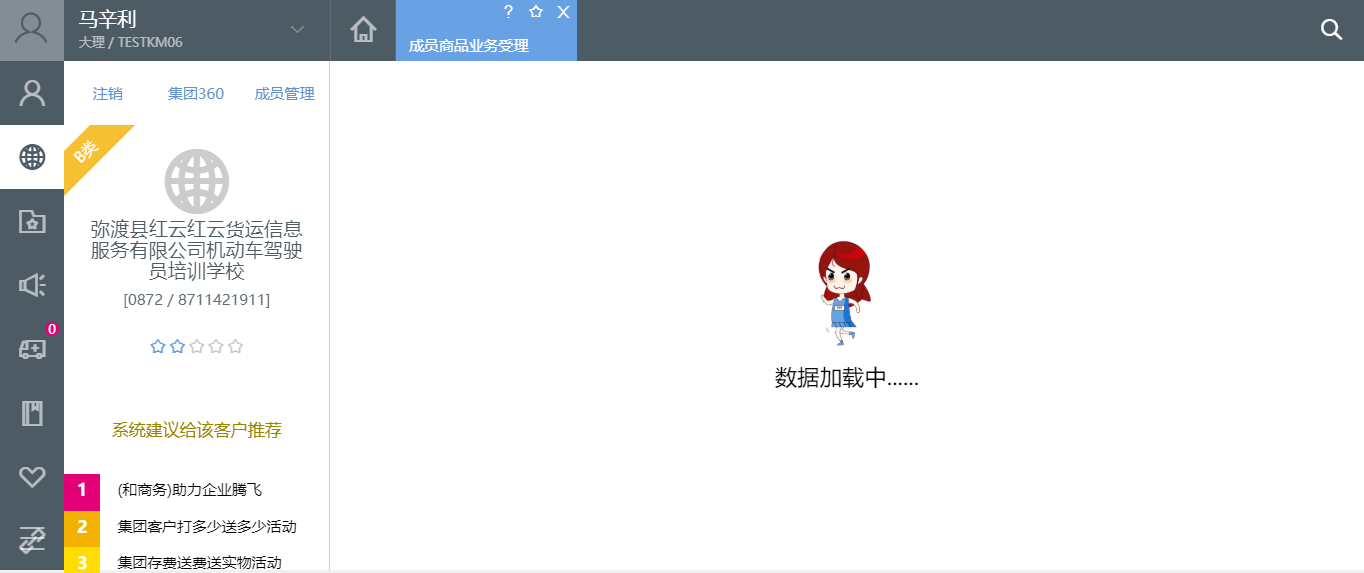 马辛利
大理 / TESTKM06
? X
成员商品业务受理
注销 集团360 成员管理
B类
弥渡县红云红云货运信息
服务有限公司机动车驾驶
员培训学校
[0872 / 8711421911]
0
系统建议给该客户推荐
1 (和商务)助力企业腾飞
2 集团客户打多少送多少活动
3 集团存费送费送实物活动
数据加载中......